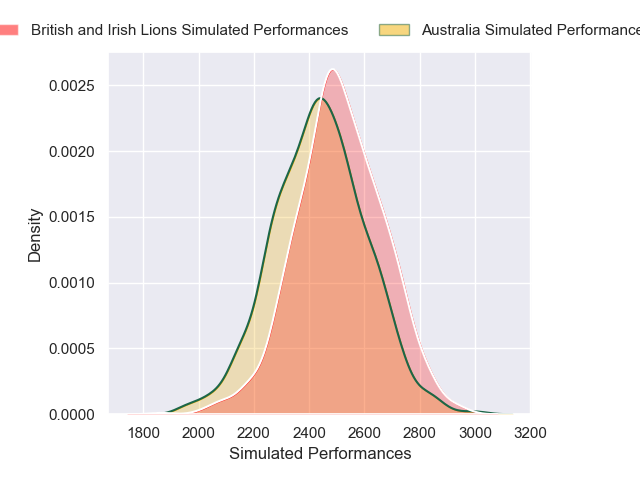 British and Irish Lions Simulated Performances
Australia Simulated Performance
0.0025
0.0020
0.0015
0.0010
0.0005
0.0000
Density
1800 2000 2200 2400 2600 2800 3000 3200
Simulated Performances